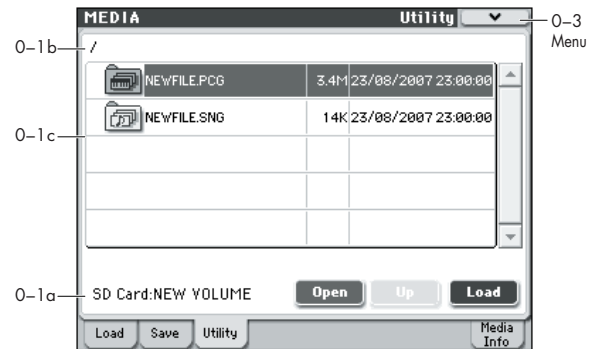 MEDIA Utility
0–3
Menu
0–1b /
NEWFILE.PCG 3.4M 23/08/2007 23:00:00
NEWFILE.SNG 14K 23/08/2007 23:00:00
0–1c
0–1a SD Card:NEW VOLUME Open Up Load
Load Save Utility Media Info